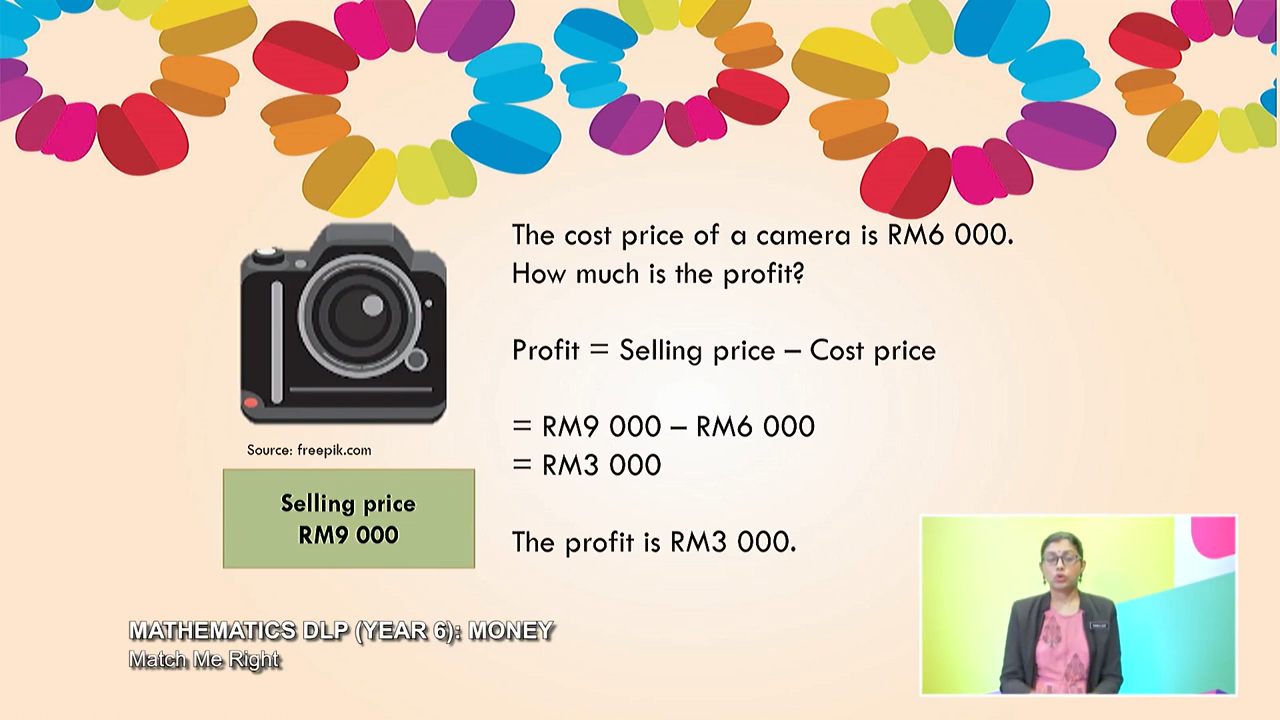 The cost price of a camera is RM6 000.
How much is the profit?
Profit = Selling price – Cost price
= RM9 000 – RM6 000
= RM3 000
The profit is RM3 000.
Source: freepik.com
Selling price
RM9 000
MATHEMATICS DLP (YEAR 6): MONEY
Match Me Right